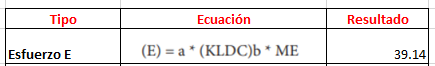 Tipo Ecuación Resultado
Esfuerzo E (E) = a * (KLDC)b * ME 39.14